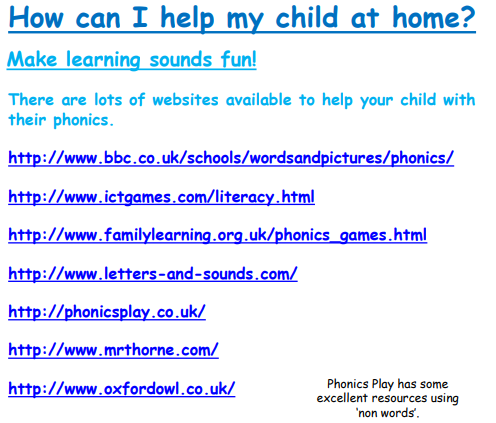 How can I help my child at home?
Make learning sounds fun!
There are lots of websites available to help your child with
their phonics.
http://www.bbc.co.uk/schools/wordsandpictures/phonics/
http://www.ictgames.com/literacy.html
http://www.familylearning.org.uk/phonics_games.html
http://www.letters-and-sounds.com/
http://phonicsplay.co.uk/
http://www.mrthorne.com/
http://www.oxfordowl.co.uk/
Phonics Play has some
excellent resources using
‘non words’.